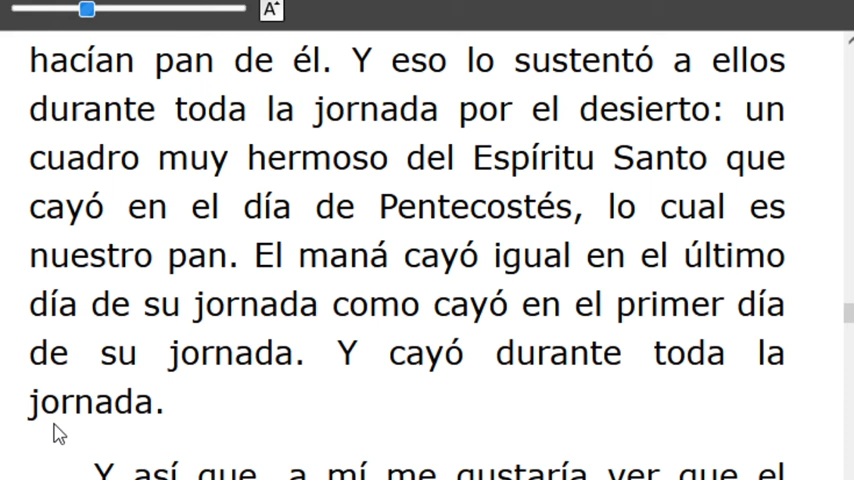 A
hacían pan de él. Y eso lo sustentó a ellos
durante toda la jornada por el desierto: un
cuadro muy hermoso del Espíritu Santo que
cayó en el día de Pentecostés, lo cual es
nuestro pan. El maná cayó igual en el último
día de su jornada como cayó en el primer día
de su jornada. Y cayó durante toda la
jornada.
Y así que, a mí me gustaría ver que el